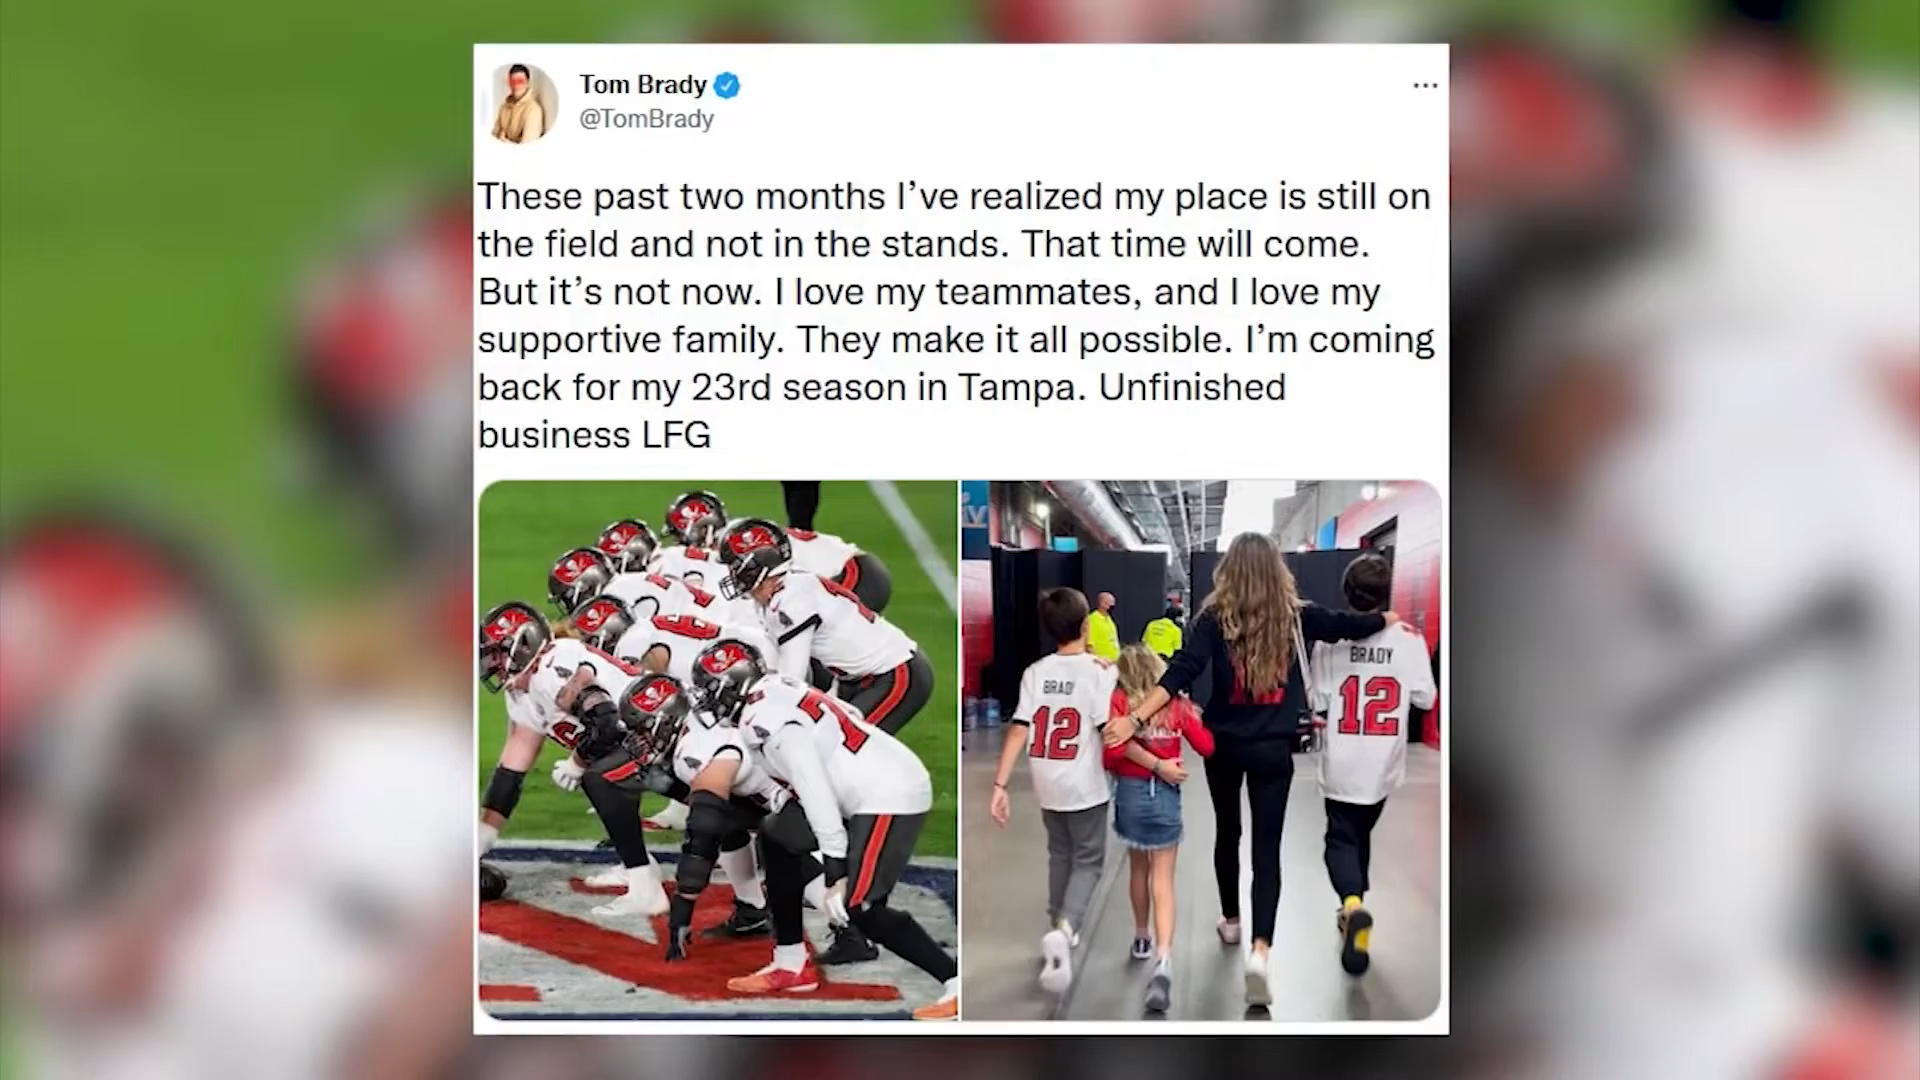 Tom Brady
@TomBrady
These past two months I’ve realized my place is still on
the field and not in the stands. That time will come.
But it’s not now. I love my teammates, and I love my
supportive family. They make it all possible. I’m coming
back for my 23rd season in Tampa. Unfinished
business LFG
BRADY
12
BRADY
12